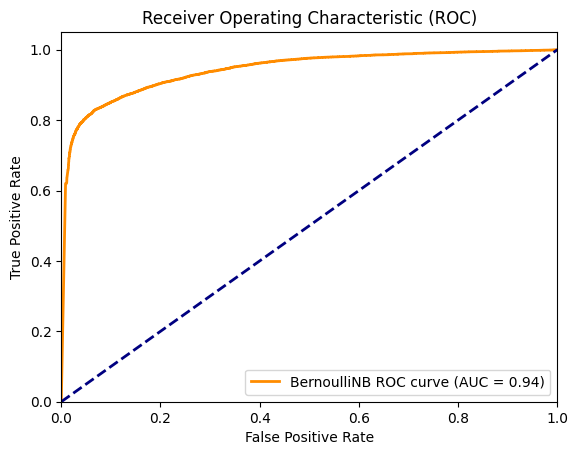 Receiver Operating Characteristic (ROC)
True Positive Rate
1.0
0.8
0.6
0.4
0.2
0.0
BernoulliNB ROC curve (AUC = 0.94)
0.0 0.2 0.4 0.6 0.8 1.0
False Positive Rate